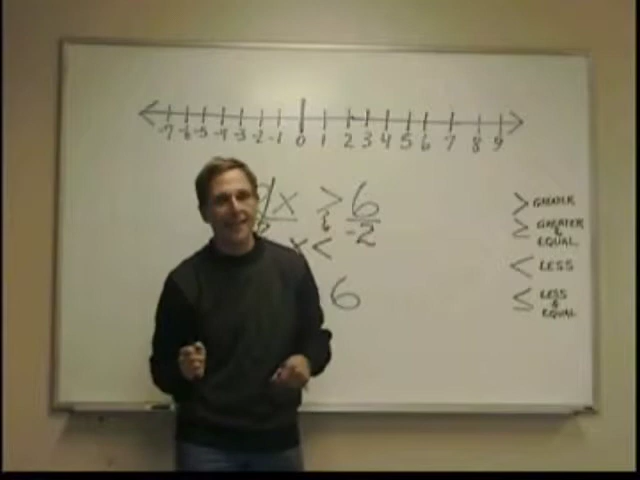 -7 -6 -5 -4 -3 -2 -1 0 1 2 3 4 5 6 7 8 9
x > 6
-2
x <
6
> GREATER
≥ GREATER
&
EQUAL
< LESS
≤ LESS
&
EQUAL